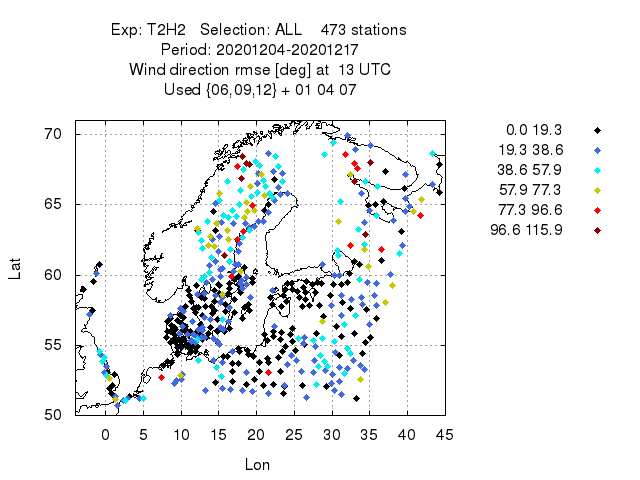 Exp: T2H2 Selection: ALL 473 stations
Period: 20201204-20201217
Wind direction rmse [deg] at 13 UTC
Used {06,09,12} + 01 04 07
0.0 19.3
19.3 38.6
38.6 57.9
57.9 77.3
77.3 96.6
96.6 115.9
70
65
60
55
50
Lat
0 5 10 15 20 25 30 35 40 45
Lon